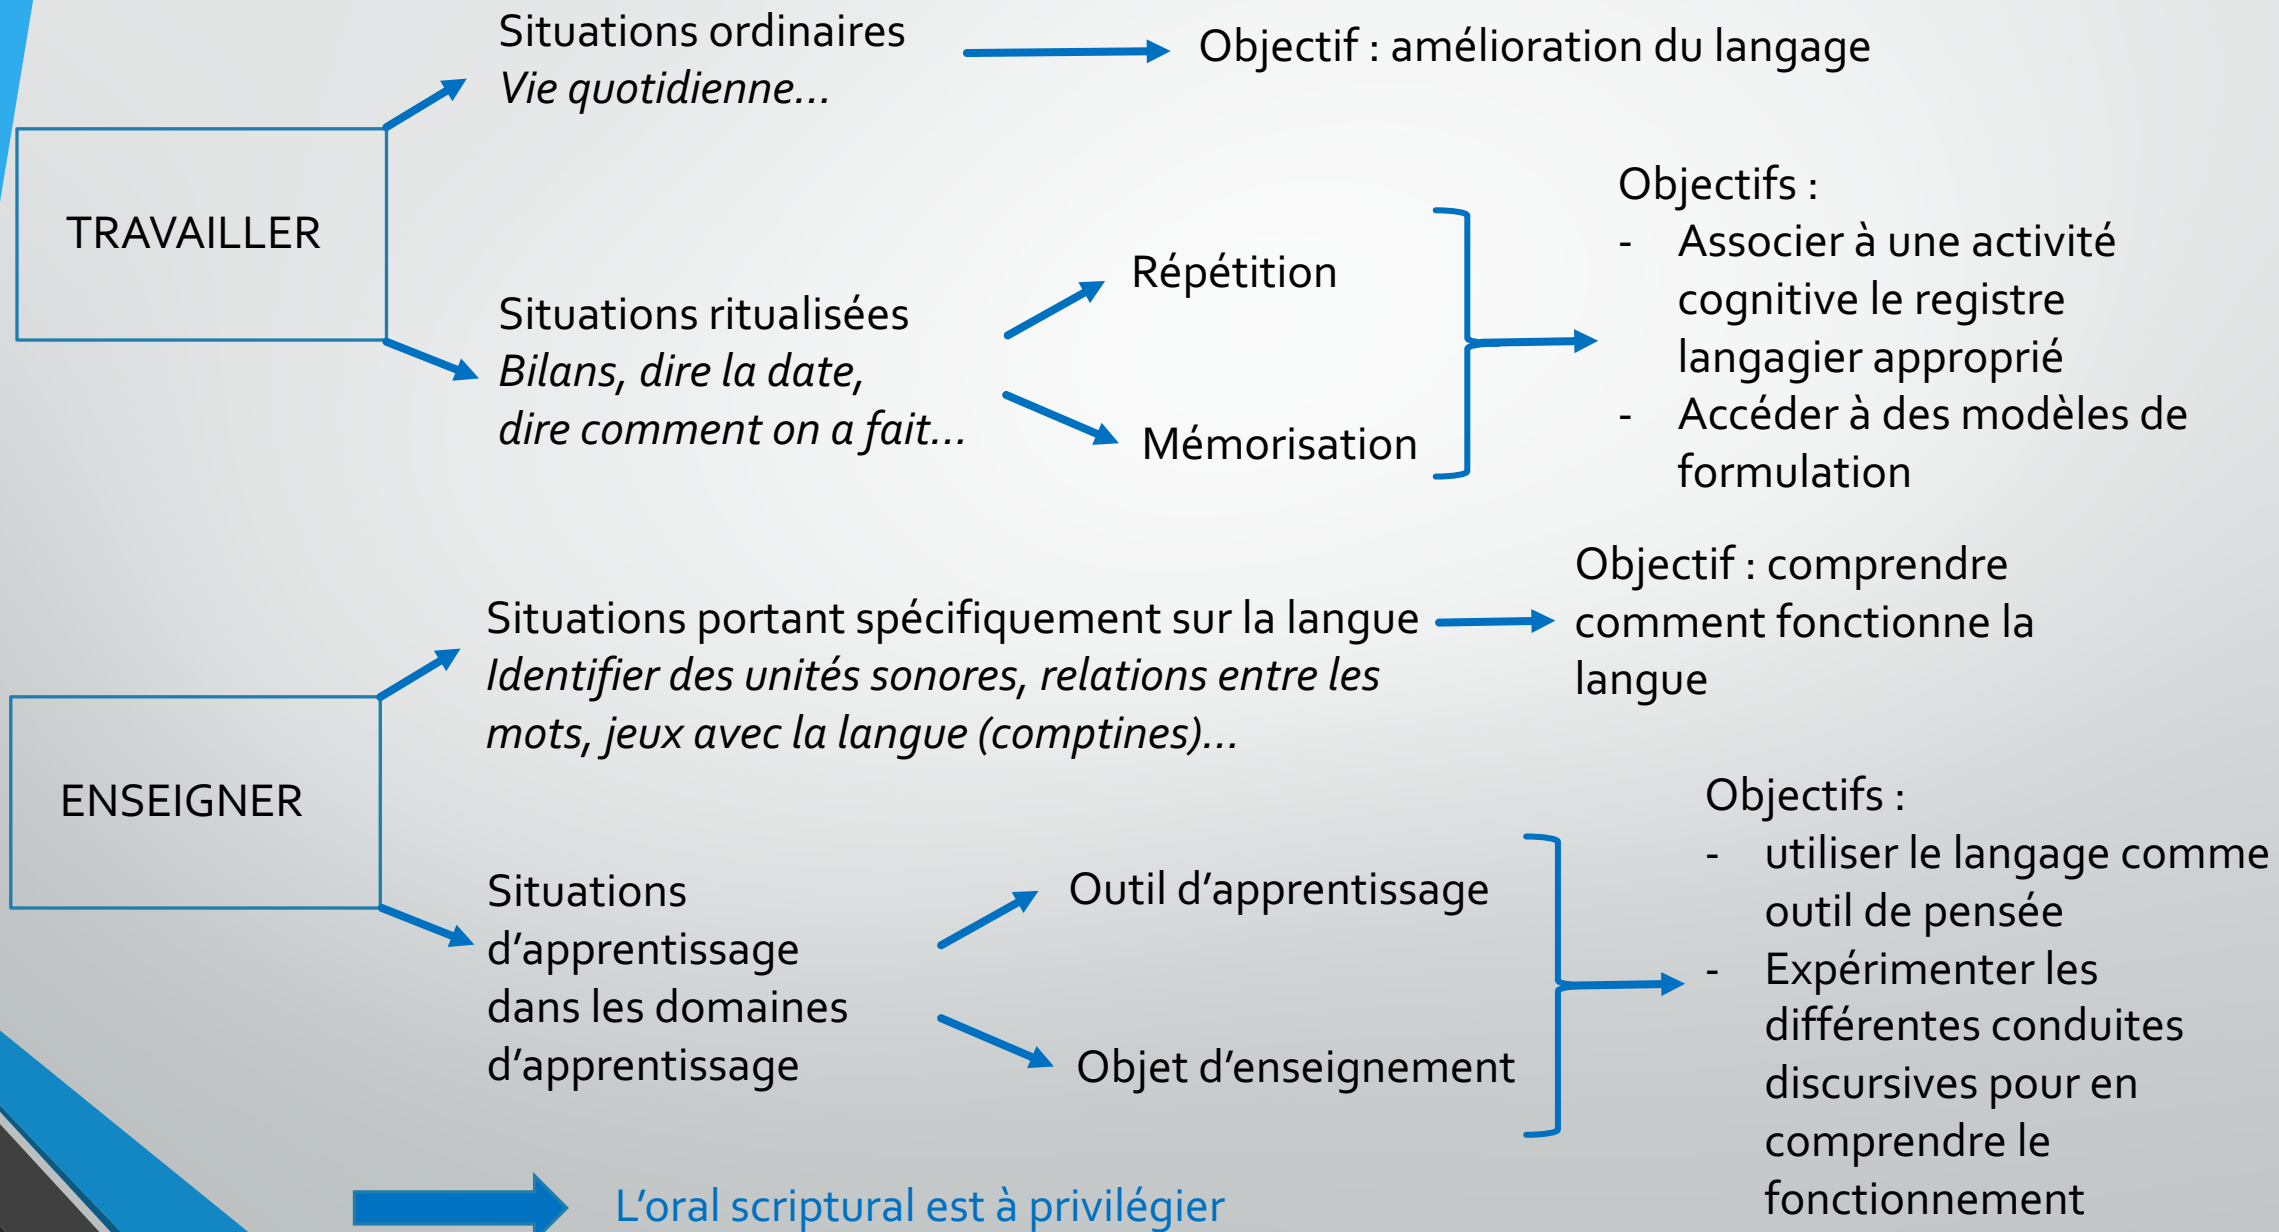 Situations ordinaires
Vie quotidienne...
Objectif : amélioration du langage
TRAVAILLER
Situations ritualisées
Bilans, dire la date,
dire comment on a fait...
Répétition
Mémorisation
Objectifs :
- Associer à une activité
cognitive le registre
langagier approprié
- Accéder à des modèles de
formulation
ENSEIGNER
Situations portant spécifiquement sur la langue
Identifier des unités sonores, relations entre les
mots, jeux avec la langue (comptines)...
Objectif : comprendre
comment fonctionne la
langue
Situations
d’apprentissage
dans les domaines
d’apprentissage
Outil d’apprentissage
Objet d’enseignement
Objectifs :
- utiliser le langage comme
outil de pensée
- Expérimenter les
différentes conduites
discursives pour en
comprendre le
fonctionnement
L’oral scriptural est à privilégier